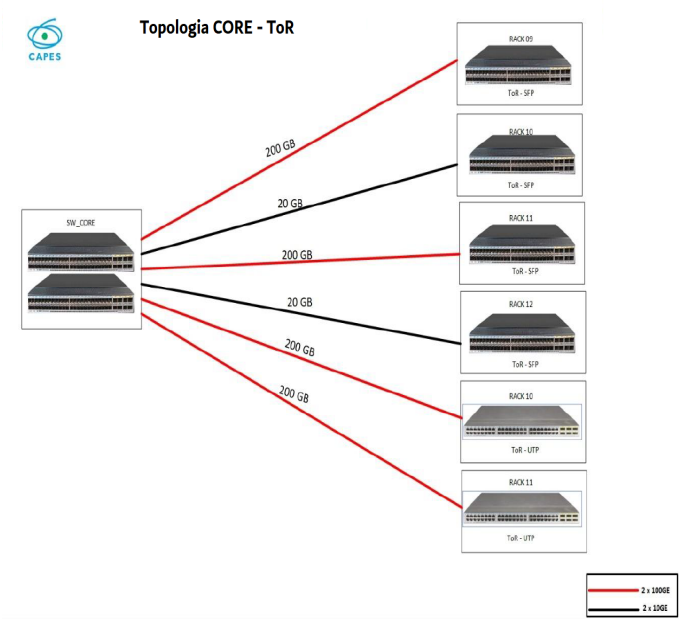 CAPES
Topologia CORE - ToR
RACK 09
ToR - SFP
200 GB
RACK 10
ToR - SFP
20 GB
SW_CORE
RACK 11
ToR - SFP
200 GB
RACK 12
ToR - SFP
20 GB
200 GB
RACK 10
ToR - UTP
200 GB
RACK 11
ToR - UTP
2 x 100GE
2 x 10GE